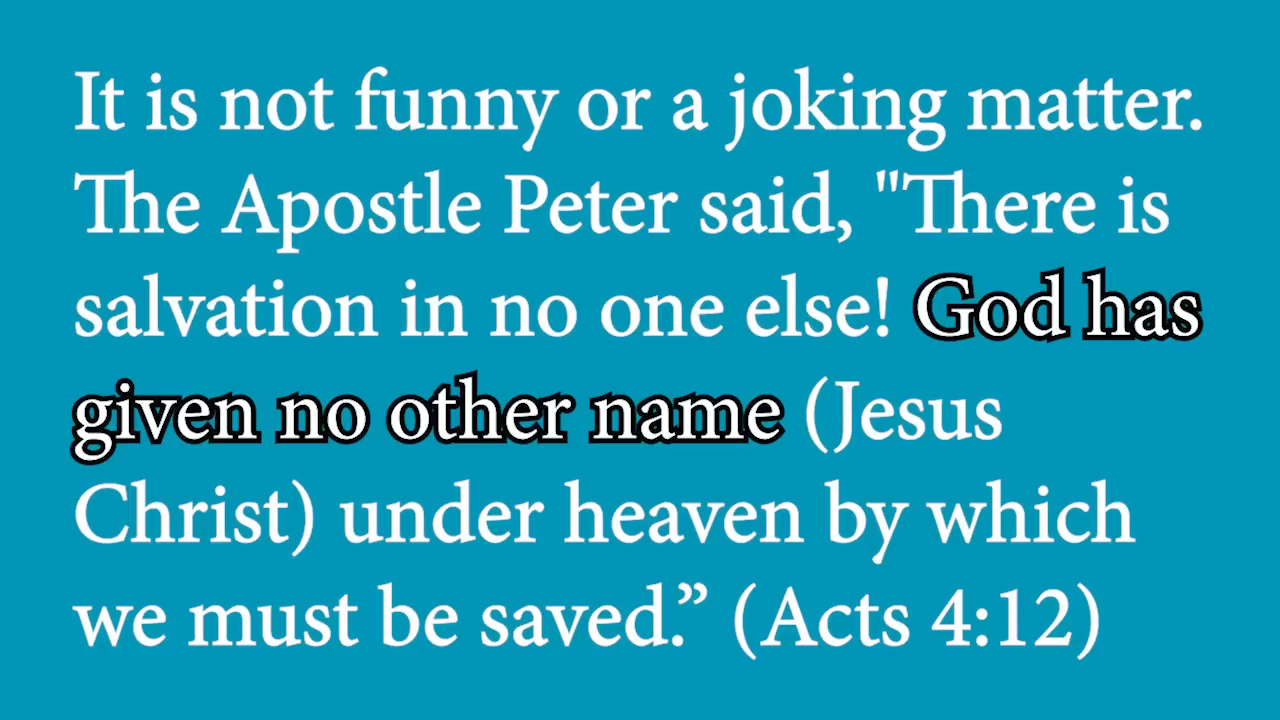 It is not funny or a joking matter.
The Apostle Peter said, "There is
salvation in no one else! God has
given no other name (Jesus
Christ) under heaven by which
we must be saved.” (Acts 4:12)